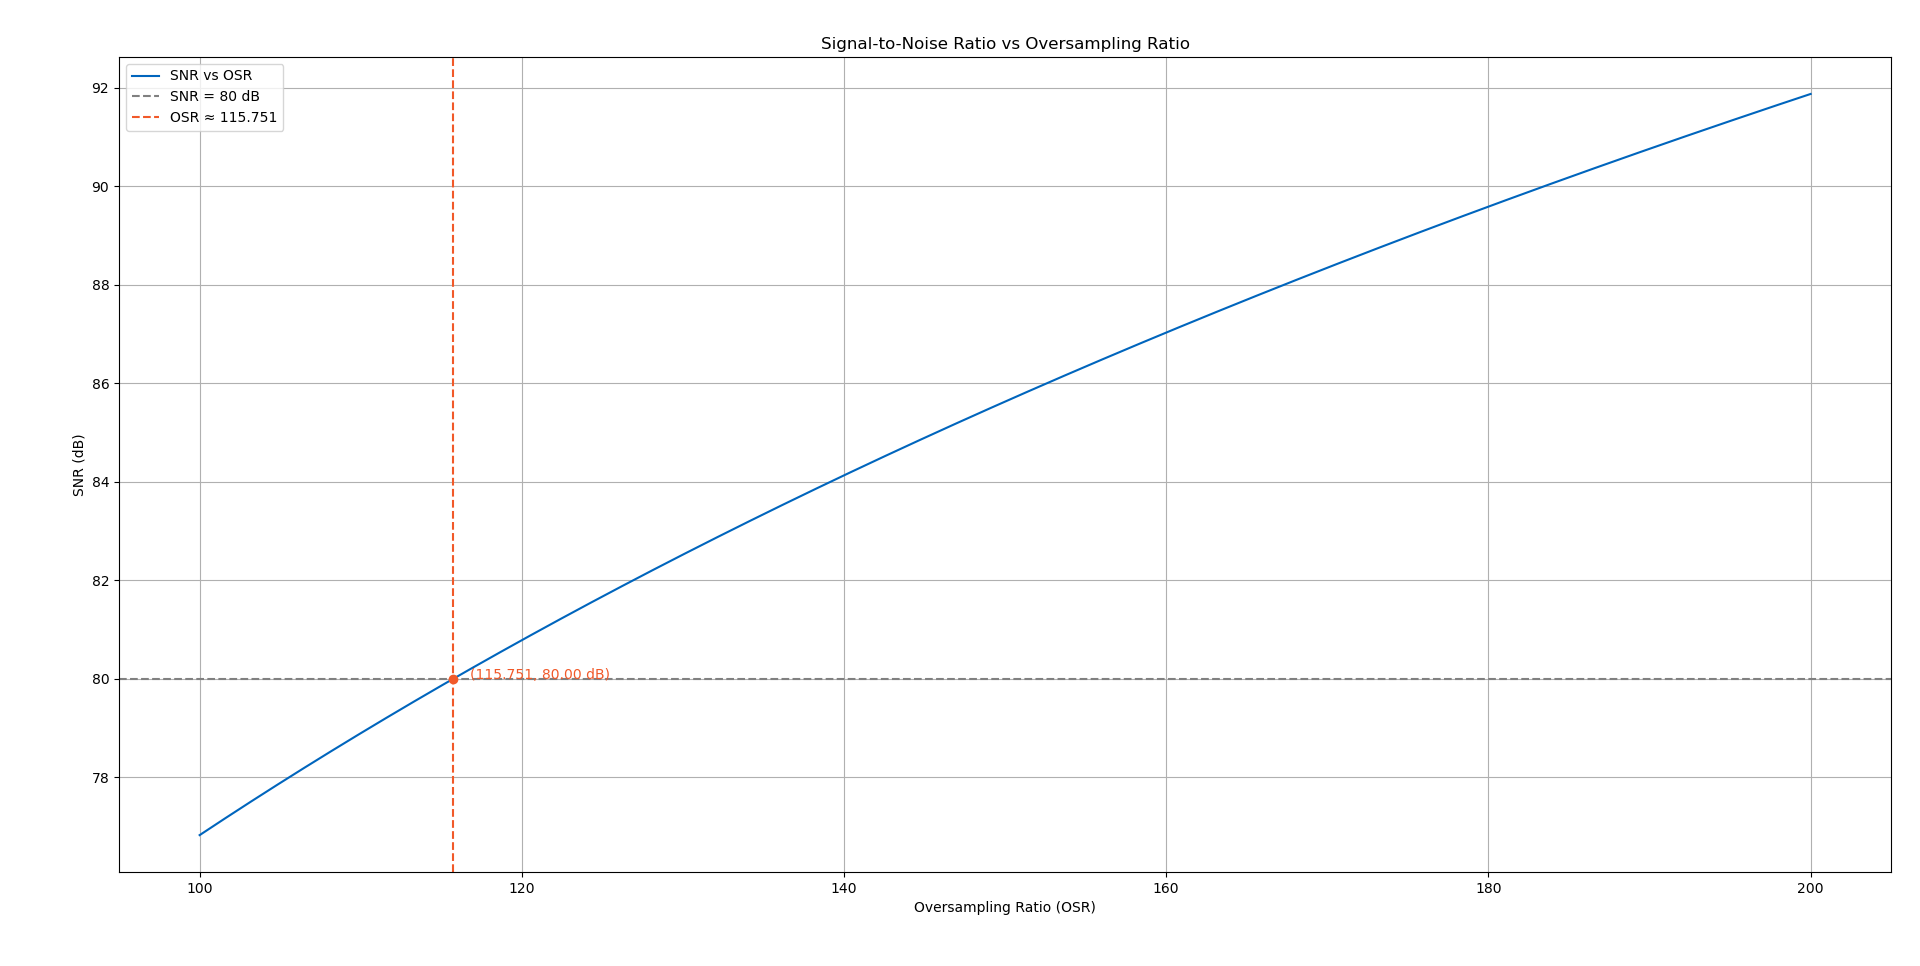 Signal-to-Noise Ratio vs Oversampling Ratio
SNR vs OSR
SNR = 80 dB
OSR ≈ 115.751
92
90
88
86
84
82
80
78
SNR (dB)
(115.751, 80.00 dB)
100 120 140 160 180 200
Oversampling Ratio (OSR)